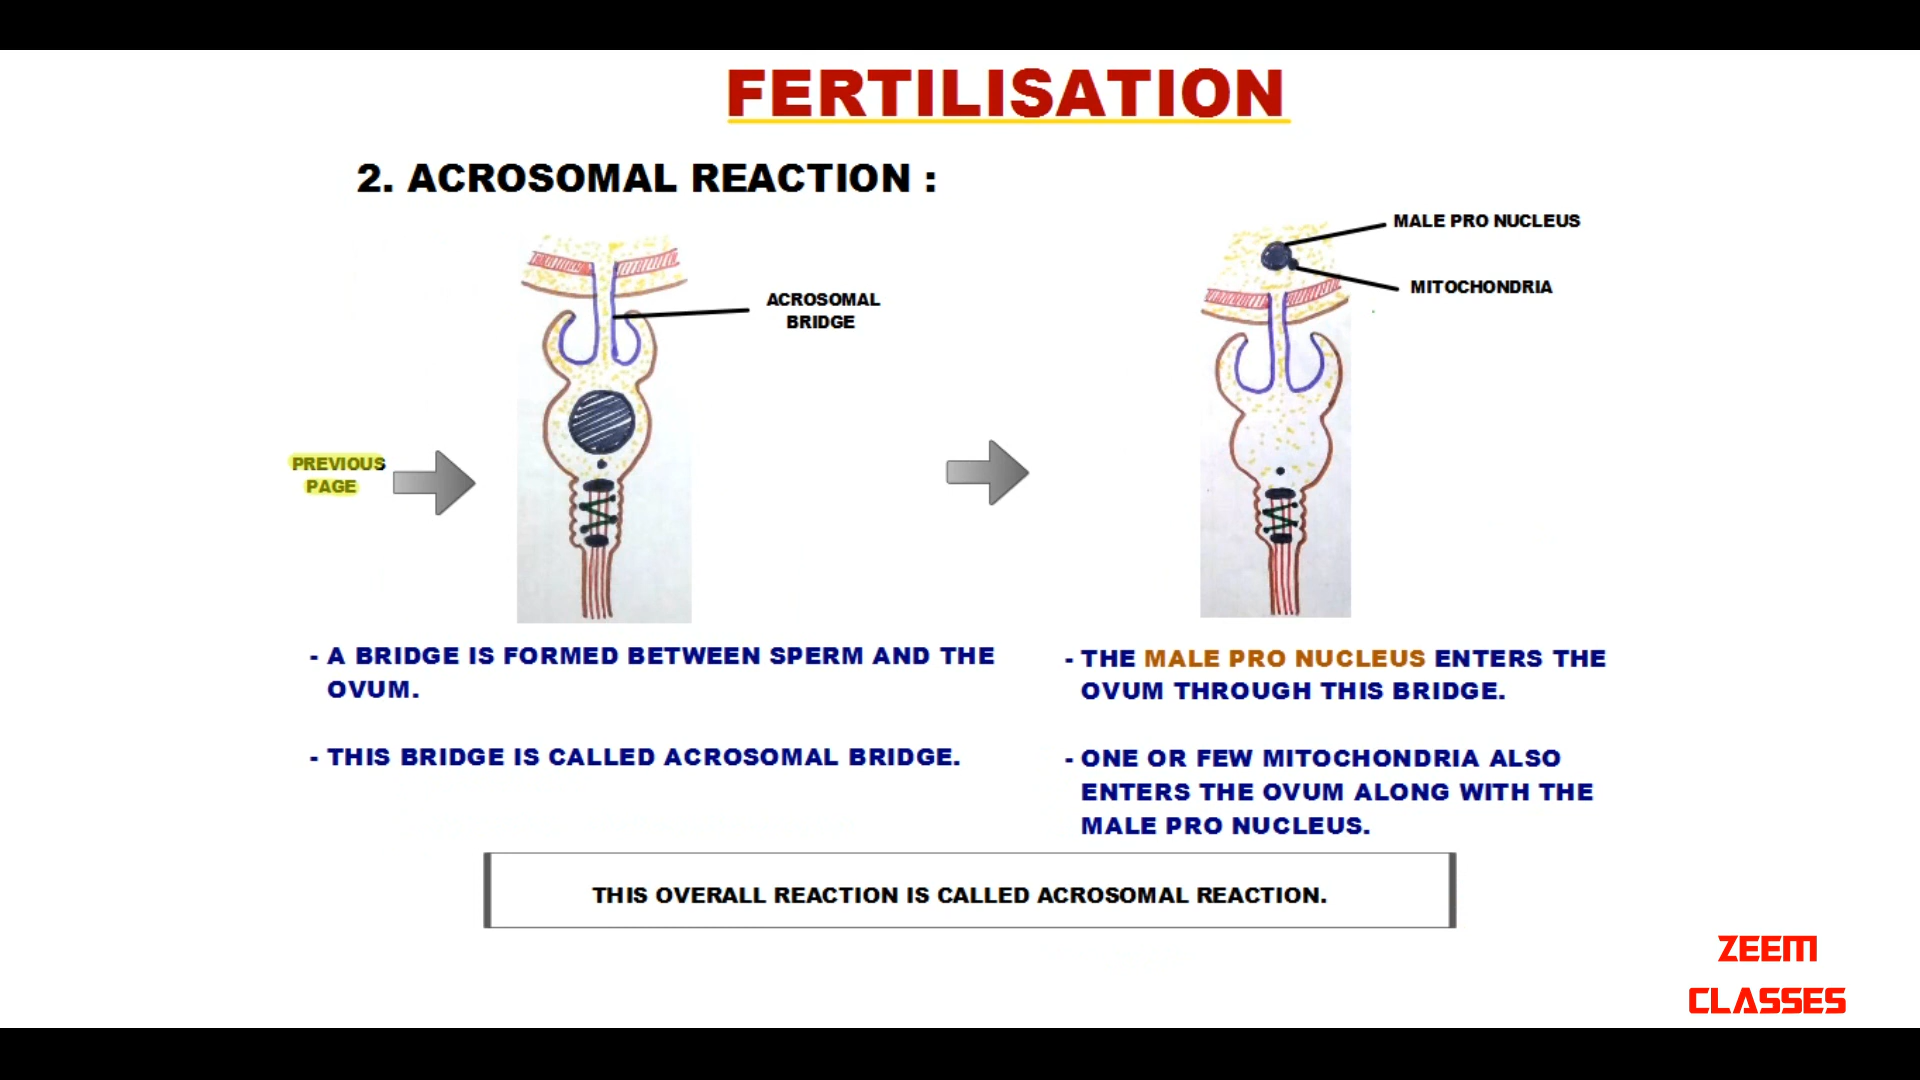 FERTILISATION
2. ACROSOMAL REACTION :
MALE PRO NUCLEUS
MITOCHONDRIA
ACROSOMAL
BRIDGE
PREVIOUS
PAGE
- A BRIDGE IS FORMED BETWEEN SPERM AND THE
OVUM.
- THIS BRIDGE IS CALLED ACROSOMAL BRIDGE.
- THE MALE PRO NUCLEUS ENTERS THE
OVUM THROUGH THIS BRIDGE.
- ONE OR FEW MITOCHONDRIA ALSO
ENTERS THE OVUM ALONG WITH THE
MALE PRO NUCLEUS.
THIS OVERALL REACTION IS CALLED ACROSOMAL REACTION.
ZEEM
CLASSES